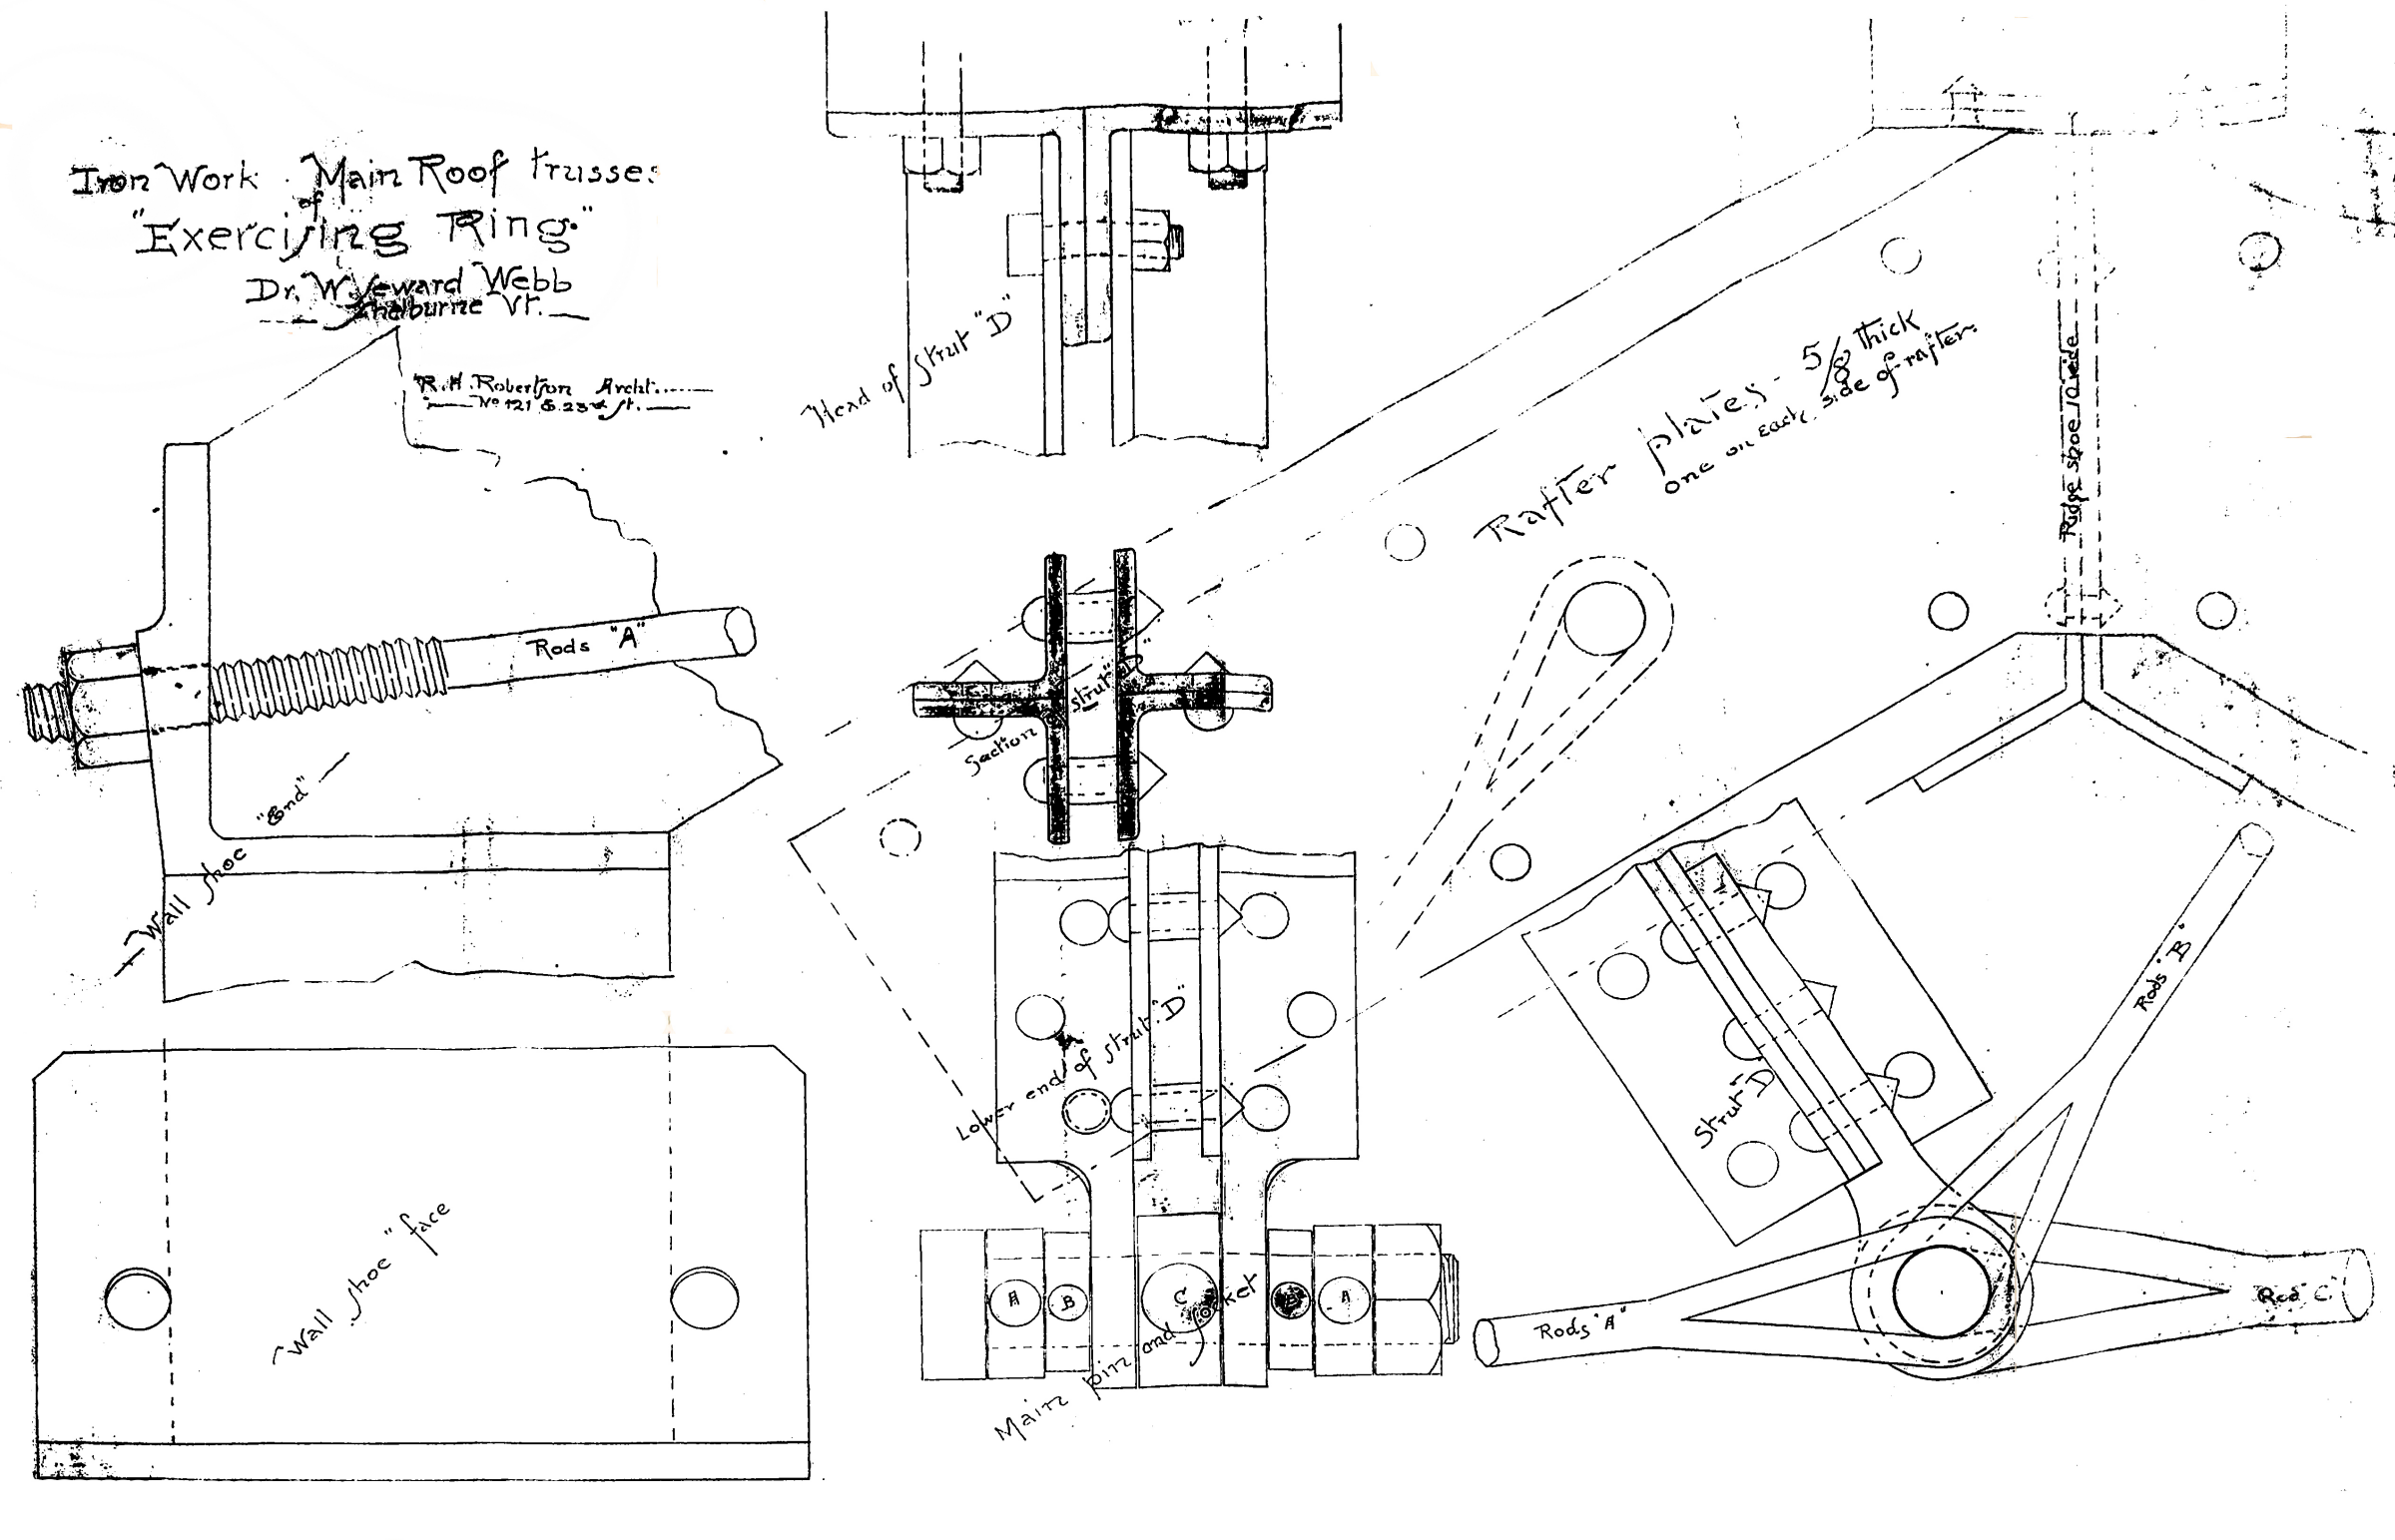 Iron Work . Main Roof trusses
of
"Exercising Ring."
Dr. W. Seward Webb
Shelburne Vt.
R. H. Robertson Archt.
No 121 E. 23rd St.
Head of Strut "D"
Rafter plates - 5/8 Thick
one on each side of rafter.
Ridge shoe 10 wide
Rods "A"
Section strut "D"
"End"
Wall shoe
Lower end of strut "D"
Strut "D"
Rods "B"
"Wall shoe" face
A
B
C
B
A
Main pin and socket
Rods "A"
Rod "C"